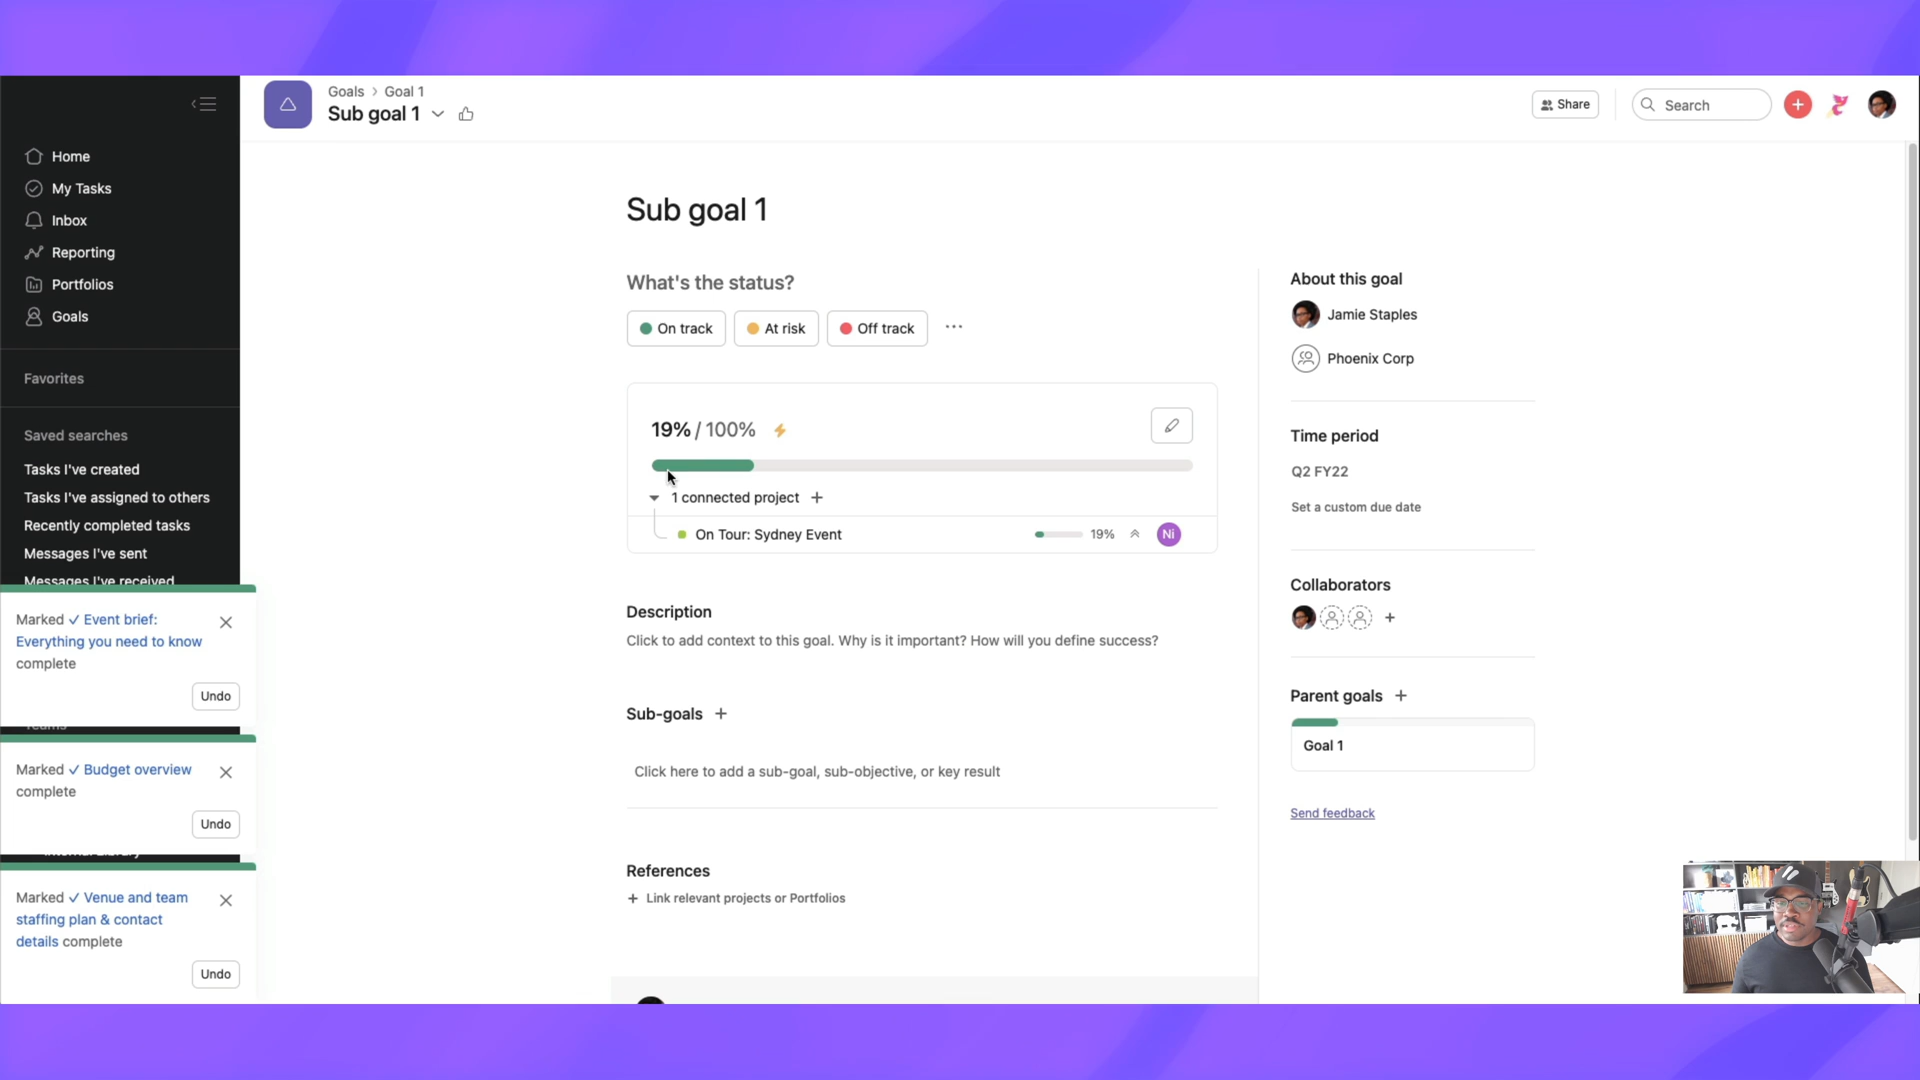 Goals > Goal 1
Sub goal 1
Share
Search
Home
My Tasks
Inbox
Reporting
Portfolios
Goals
Favorites
Saved searches
Tasks I've created
Tasks I've assigned to others
Recently completed tasks
Messages I've sent
Messages I've received
Marked ✓ Event brief:
Everything you need to know
complete
Undo
Teams
Marked ✓ Budget overview
complete
Undo
Marked ✓ Venue and team
staffing plan & contact
details complete
Undo
Sub goal 1
What's the status?
On track
At risk
Off track
19% / 100%
1 connected project +
On Tour: Sydney Event
19%
Ni
Description
Click to add context to this goal. Why is it important? How will you define success?
Sub-goals +
Click here to add a sub-goal, sub-objective, or key result
References
+ Link relevant projects or Portfolios
About this goal
Jamie Staples
Phoenix Corp
Time period
Q2 FY22
Set a custom due date
Collaborators
Parent goals +
Goal 1
Send feedback